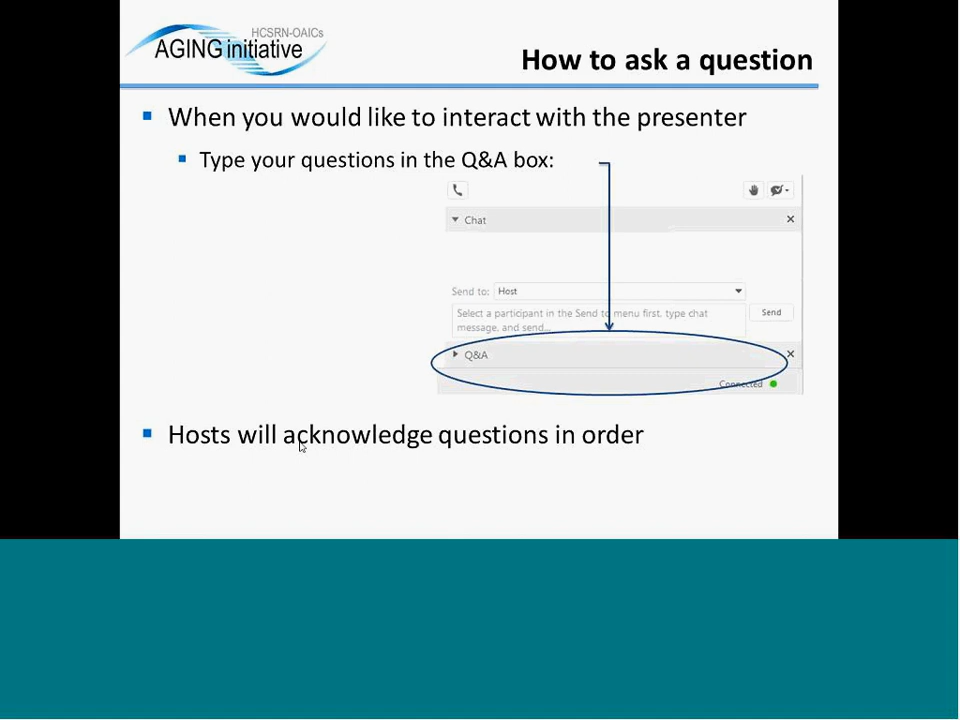 HCSRN-OAICs
AGING initiative
How to ask a question
When you would like to interact with the presenter
Type your questions in the Q&A box:
Chat
Send to: Host
Select a participant in the Send to menu first, type chat
message, and send...
Send
Q&A
Connected
Hosts will acknowledge questions in order